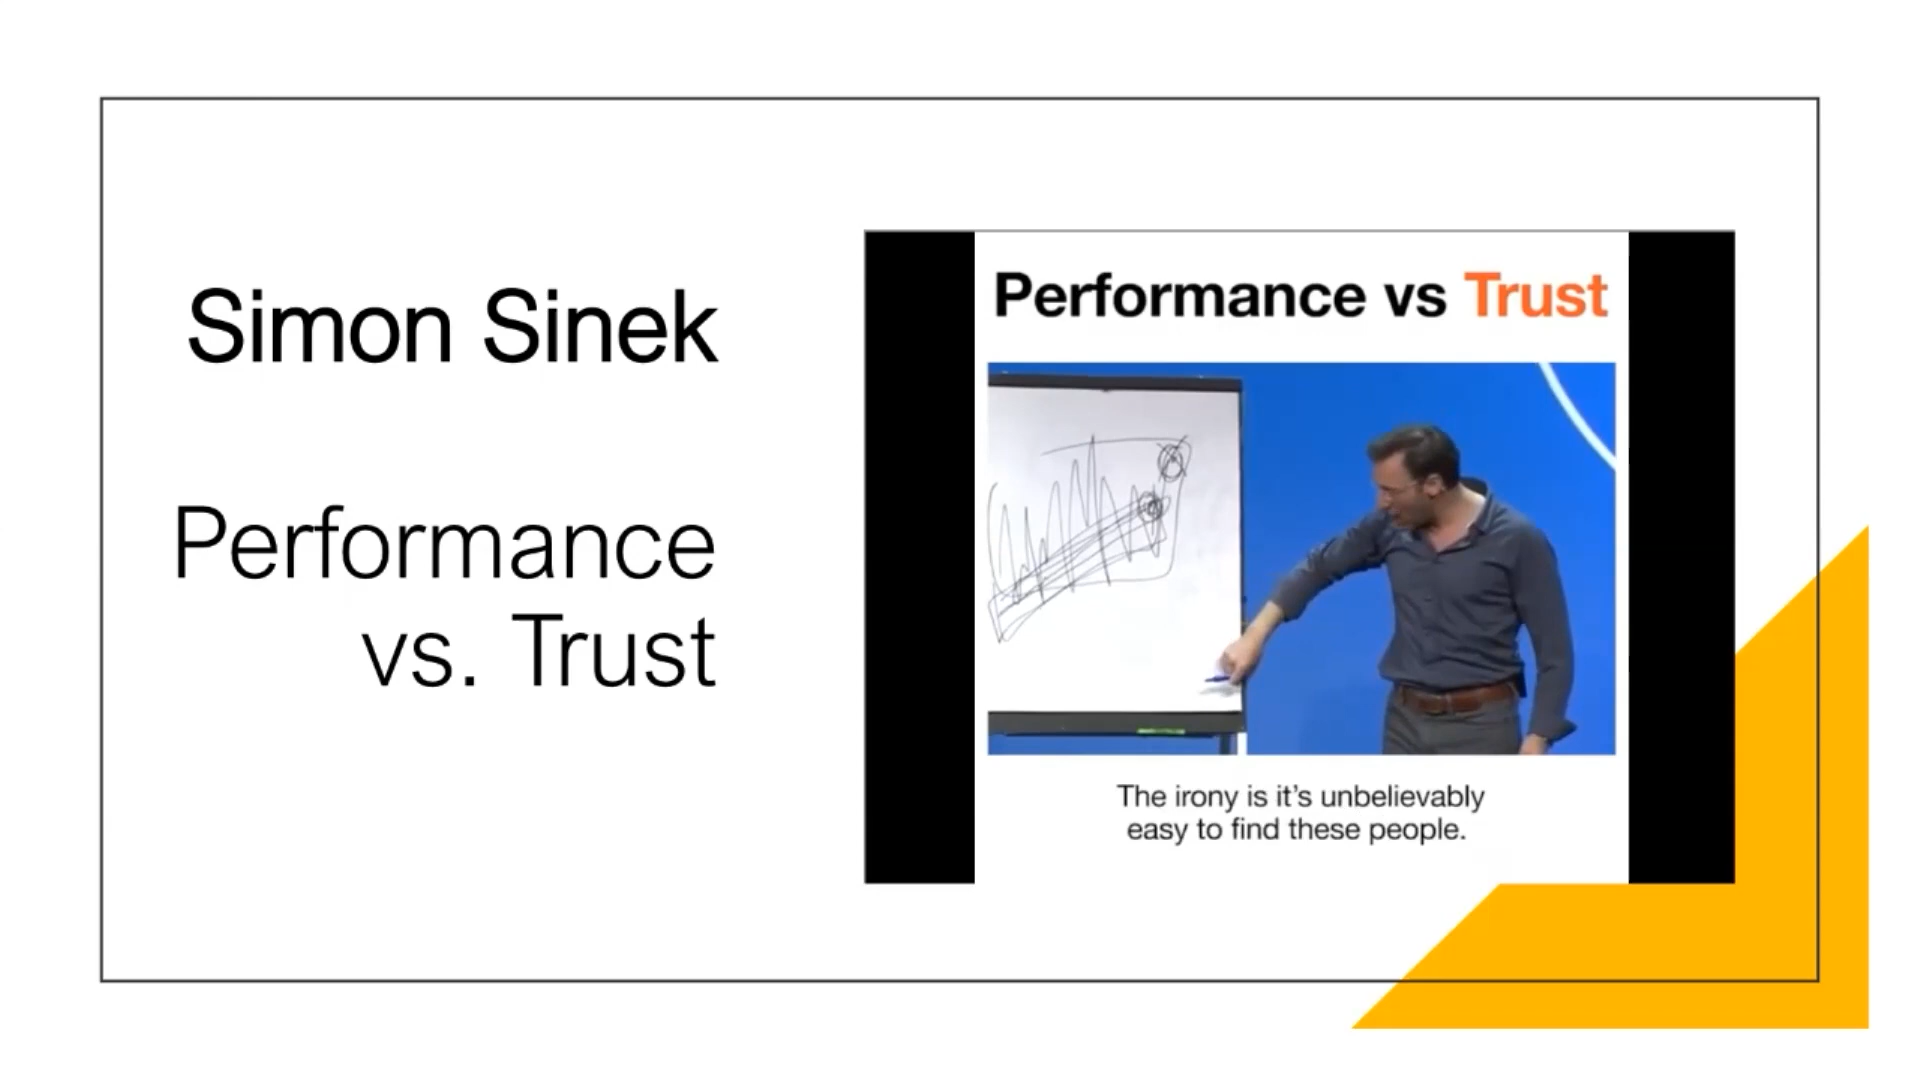 Simon Sinek
Performance
vs. Trust
Performance vs Trust
The irony is it's unbelievably
easy to find these people.